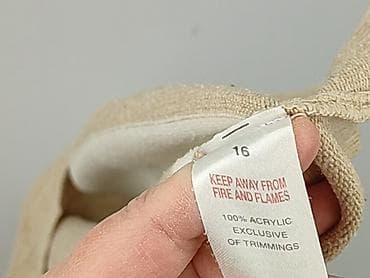 16
KEEP AWAY FROM
FIRE AND FLAMES
100% ACRYLIC
EXCLUSIVE
OF TRIMMINGS